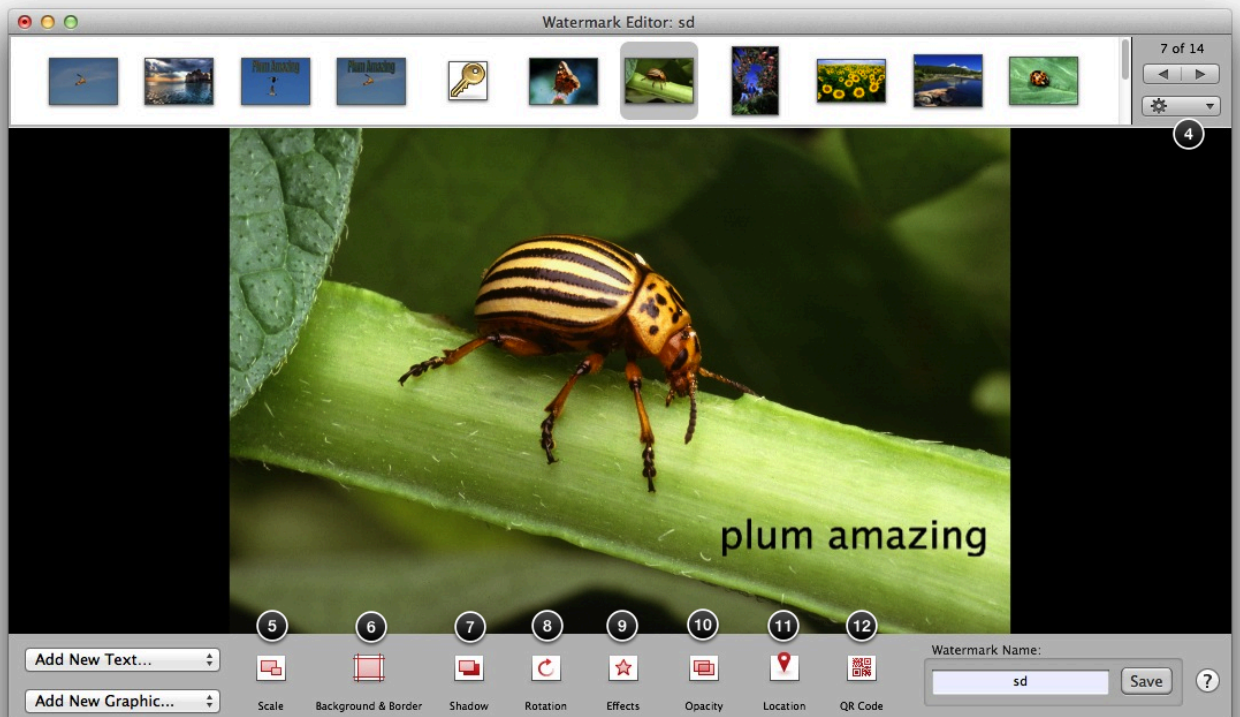 Watermark Editor: sd
Plum Amazing
Plum Amazing
7 of 14
4
plum amazing
5
6
7
8
9
10
11
12
Add New Text...
Add New Graphic...
Scale
Background & Border
Shadow
Rotation
Effects
Opacity
Location
QR Code
Watermark Name:
sd
Save
?